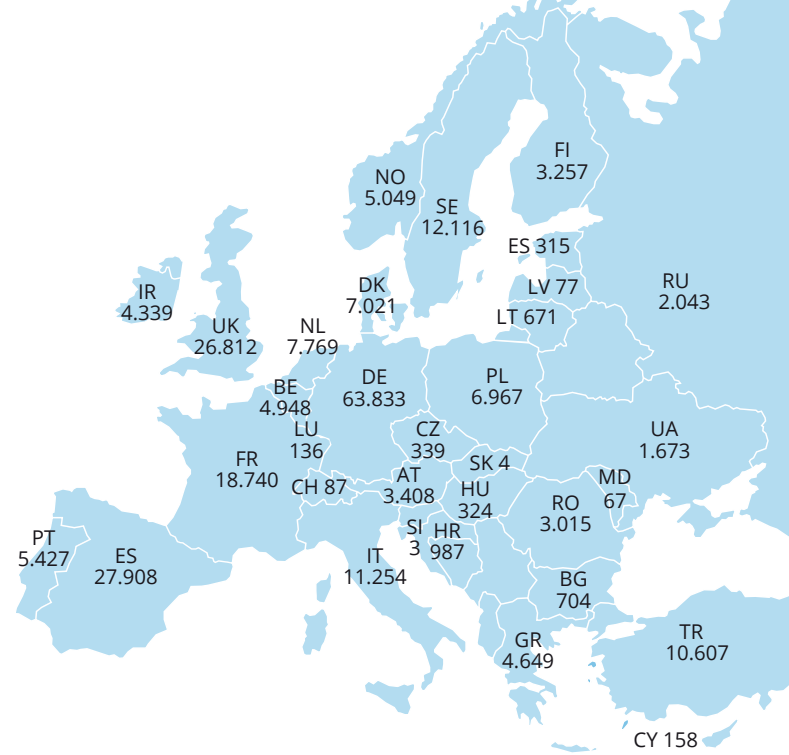 FI
3.257
NO
5.049
SE
12.116
ES 315
RU
2.043
DK
7.021
LV 77
IR
4.339
LT 671
UK
26.812
NL
7.769
DE
63.833
PL
6.967
BE
4.948
LU
136
CZ
339
UA
1.673
FR
18.740
SK 4
CH 87
AT
3.408
HU
324
MD
67
RO
3.015
PT
5.427
SI
3
HR
987
ES
27.908
IT
11.254
BG
704
GR
4.649
TR
10.607
CY 158